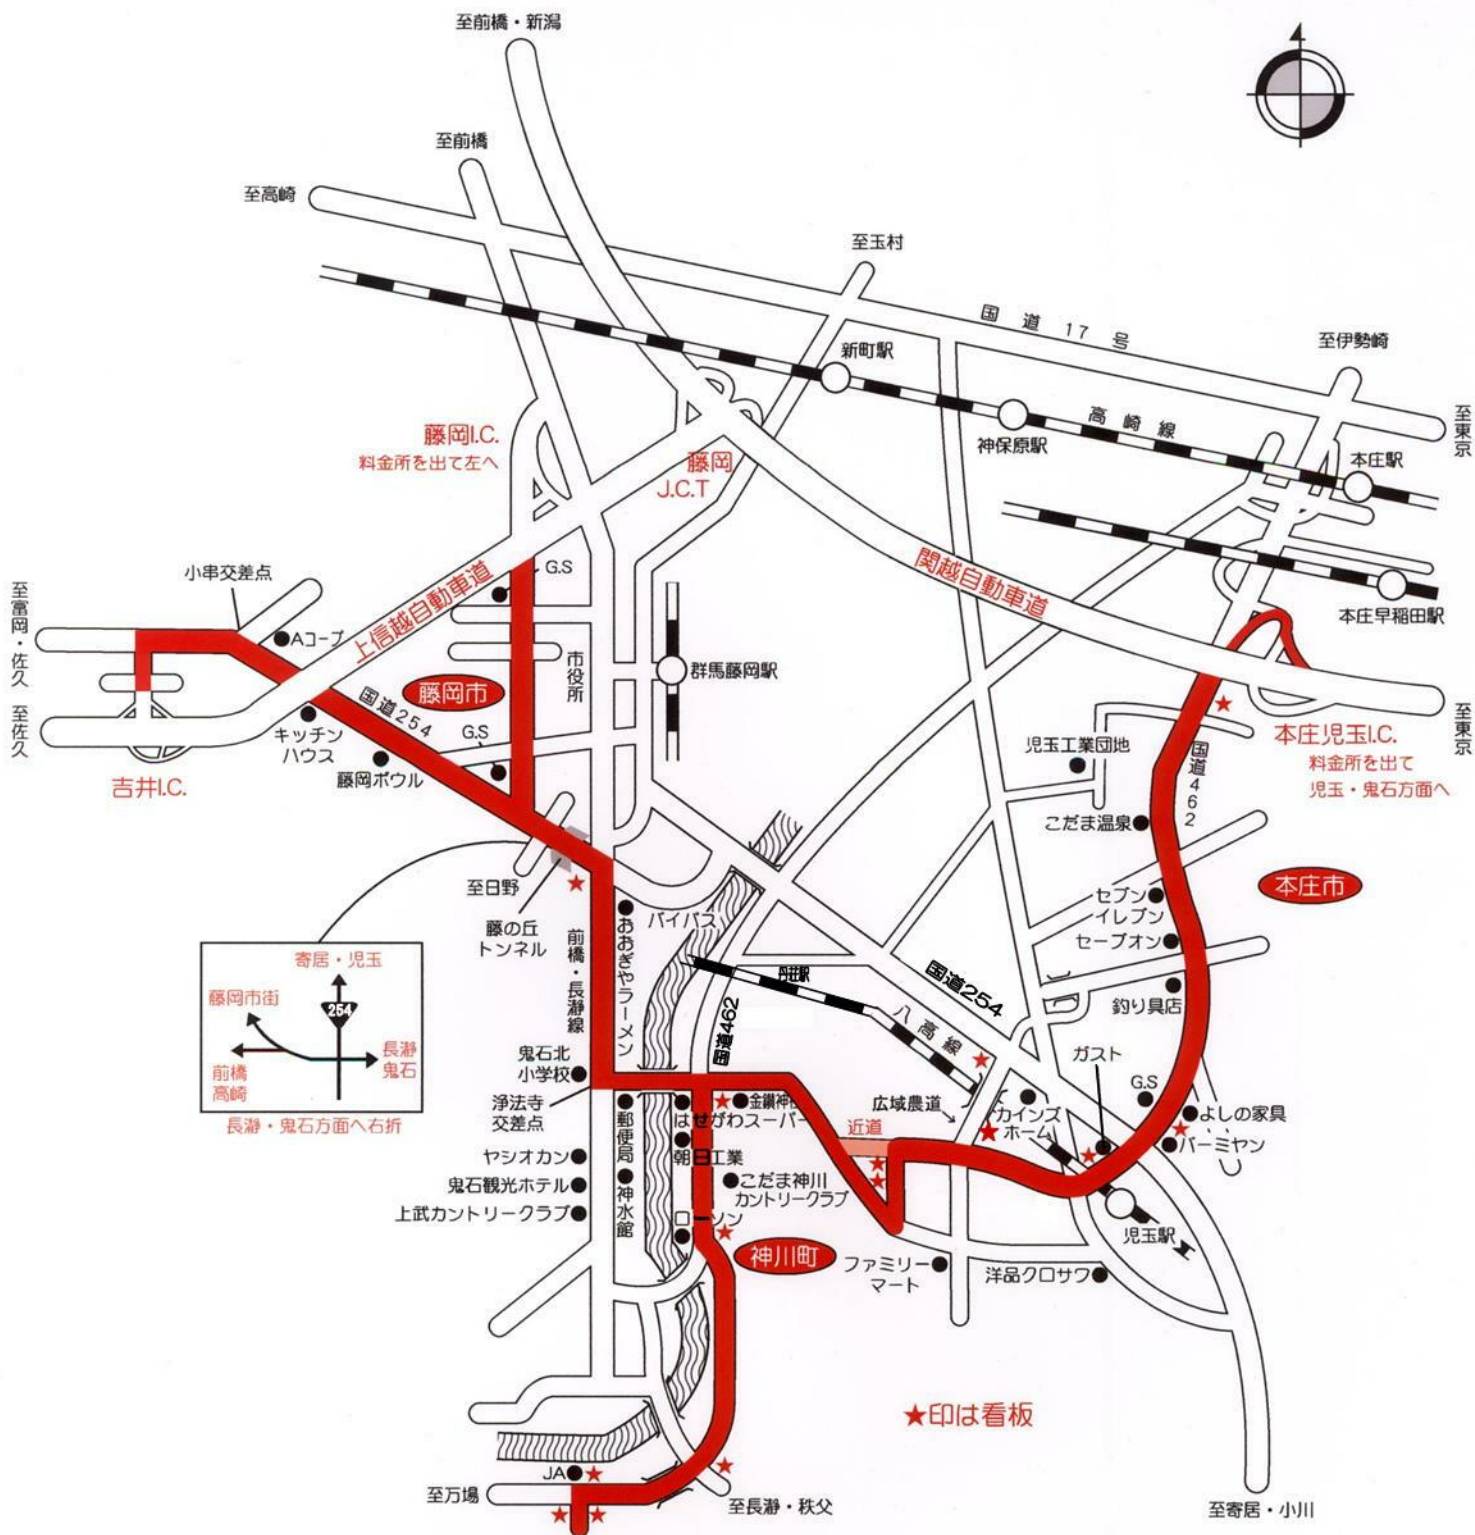 至前橋・新潟
至前橋
至高崎
至玉村
国道17号
至伊勢崎
新町駅
神保原駅
高崎線
本庄駅
至東京
藤岡I.C.
料金所を出て左へ
藤岡
J.C.T
関越自動車道
本庄早稲田駅
小串交差点
G.S
上信越自動車道
至富岡・佐久
Aコープ
市役所
群馬藤岡駅
藤岡市
国道254
至佐久
キッチン
ハウス
G.S
藤岡ボウル
吉井I.C.
児玉工業団地
国道462
本庄児玉I.C.
料金所を出て
児玉・鬼石方面へ
至東京
こだま温泉
本庄市
至日野
藤の丘
トンネル
バイパス
セブン
イレブン
セーブオン
前橋・長瀞線
おおぎやラーメン
丹荘駅
国道254
釣り具店
寄居・児玉
藤岡市街
254
長瀞
鬼石
前橋
高崎
長瀞・鬼石方面へ右折
八高線
国道462
鬼石北
小学校
ガスト
G.S
浄法寺
交差点
郵便局
金鑚神社
はせがわスーパー
広域農道
カインズ
ホーム
よしの家具
バーミヤン
近道
朝日工業
ヤシオカン
鬼石観光ホテル
神水館
こだま神川
カントリークラブ
上武カントリークラブ
ローソン
児玉駅
神川町
ファミリー
マート
洋品クロサワ
★印は看板
JA
至万場
至長瀞・秩父
至寄居・小川